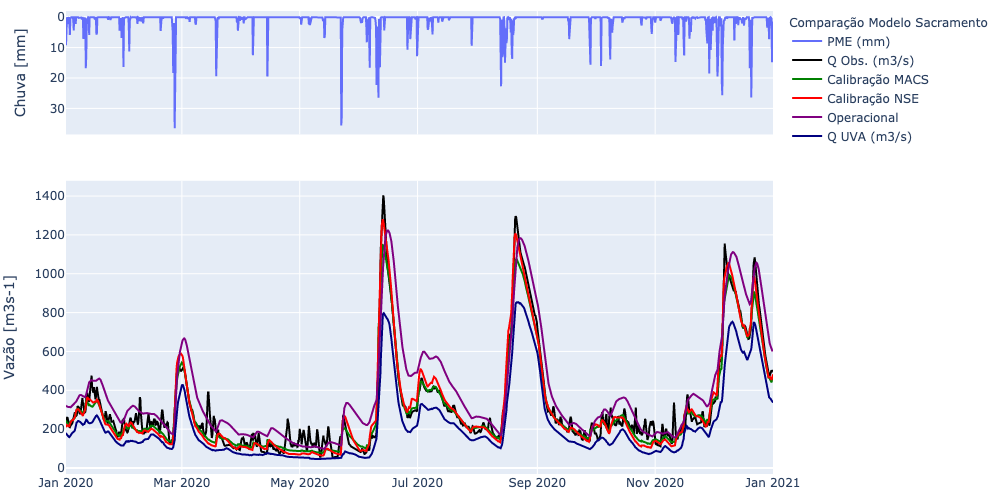 Comparação Modelo Sacramento
PME (mm)
Q Obs. (m3/s)
Calibração MACS
Calibração NSE
Operacional
Q UVA (m3/s)
Chuva [mm]
0
10
20
30
Vazão [m3s-1]
1400
1200
1000
800
600
400
200
0
Jan 2020
Mar 2020
May 2020
Jul 2020
Sep 2020
Nov 2020
Jan 2021